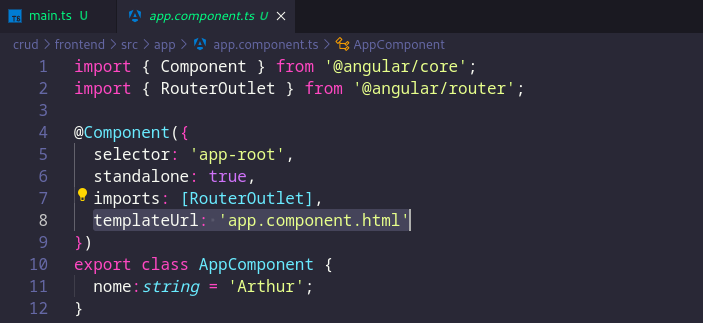 TS main.ts U
app.component.ts U ×
crud > frontend > src > app > app.component.ts > AppComponent
1 import { Component } from '@angular/core';
2 import { RouterOutlet } from '@angular/router';
3
4 @Component({
5 selector: 'app-root',
6 standalone: true,
7 imports: [RouterOutlet],
8 templateUrl: 'app.component.html'
9 })
10 export class AppComponent {
11 nome:string = 'Arthur';
12 }